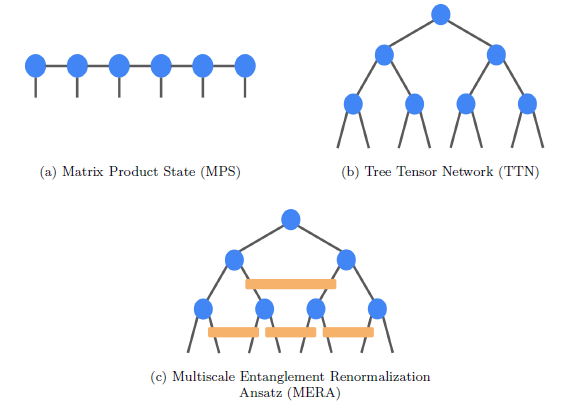 (a) Matrix Product State (MPS)
(b) Tree Tensor Network (TTN)
(c) Multiscale Entanglement Renormalization
Ansatz (MERA)